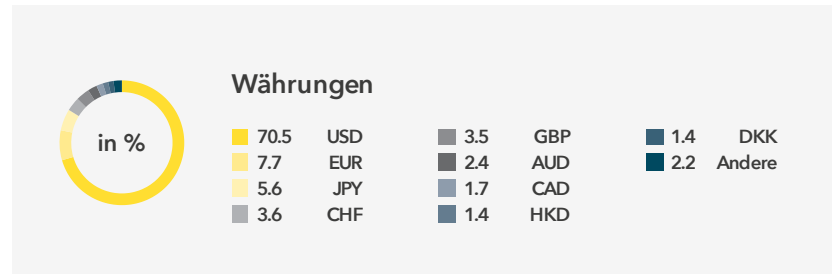 Währungen
in %
70.5 USD
7.7 EUR
5.6 JPY
3.6 CHF
3.5 GBP
2.4 AUD
1.7 CAD
1.4 HKD
1.4 DKK
2.2 Andere